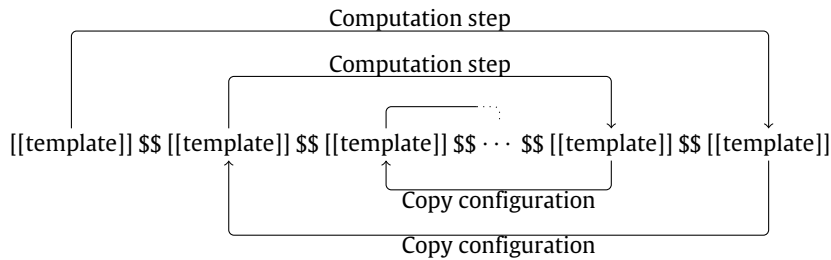 Computation step
Computation step
[[template]] $$ [[template]] $$ [[template]] $$ ··· $$ [[template]] $$ [[template]]
Copy configuration
Copy configuration